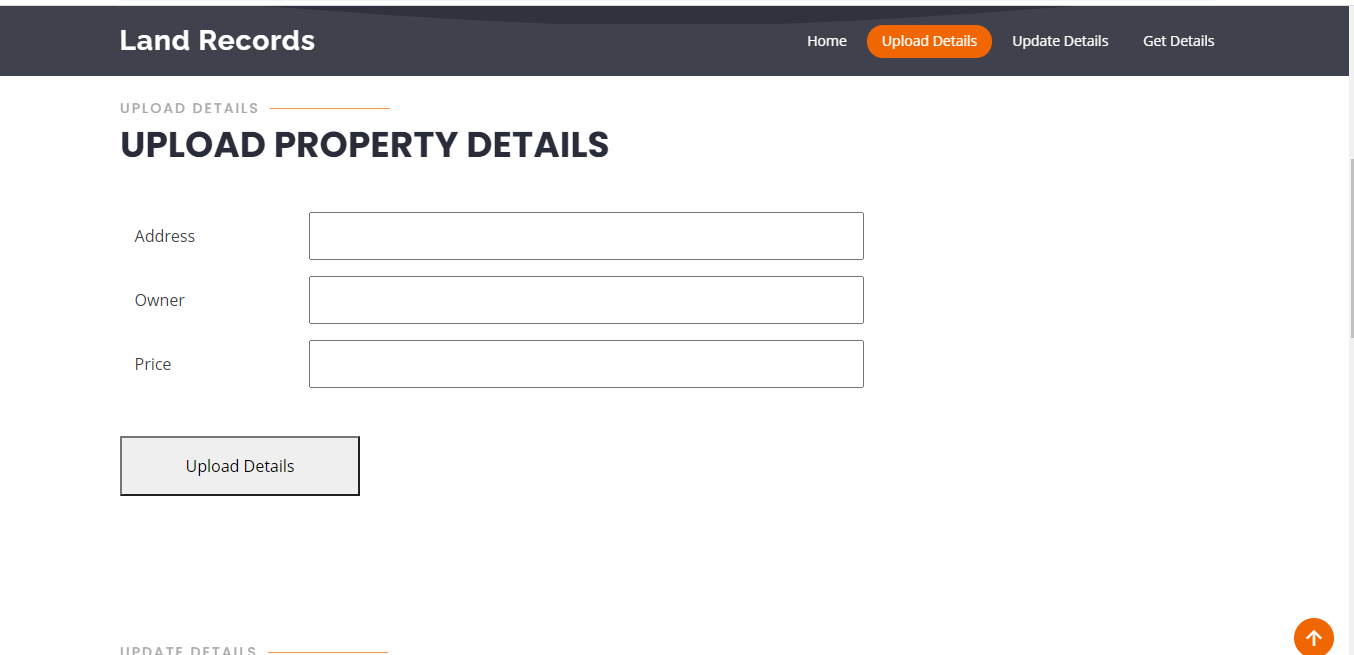 Land Records
Home Upload Details Update Details Get Details
UPLOAD DETAILS
UPLOAD PROPERTY DETAILS
Address
Owner
Price
Upload Details
UPDATE DETAILS